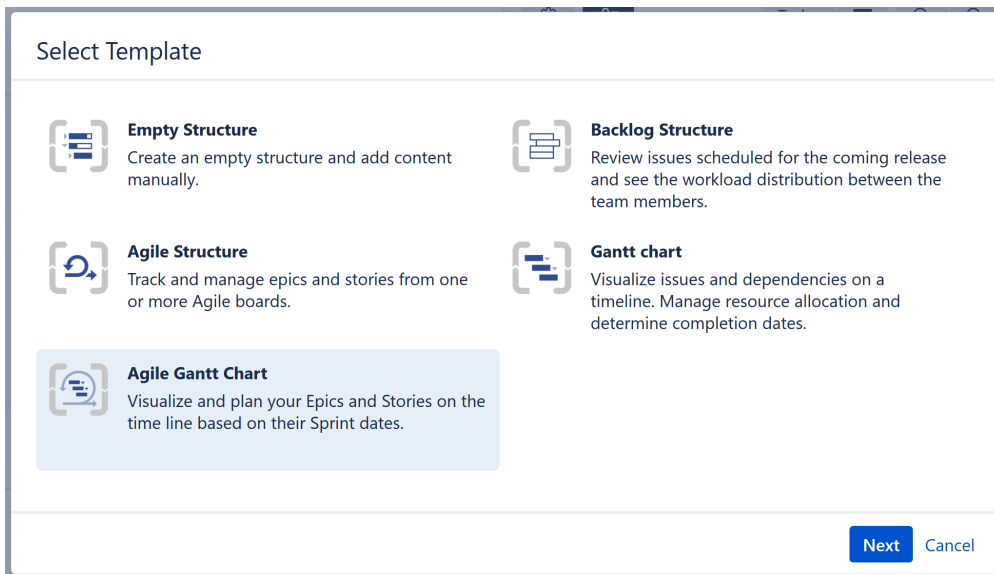 Select Template
Empty Structure
Create an empty structure and add content
manually.
Backlog Structure
Review issues scheduled for the coming release
and see the workload distribution between the
team members.
Agile Structure
Track and manage epics and stories from one
or more Agile boards.
Gantt chart
Visualize issues and dependencies on a
timeline. Manage resource allocation and
determine completion dates.
Agile Gantt Chart
Visualize and plan your Epics and Stories on the
time line based on their Sprint dates.
Next
Cancel